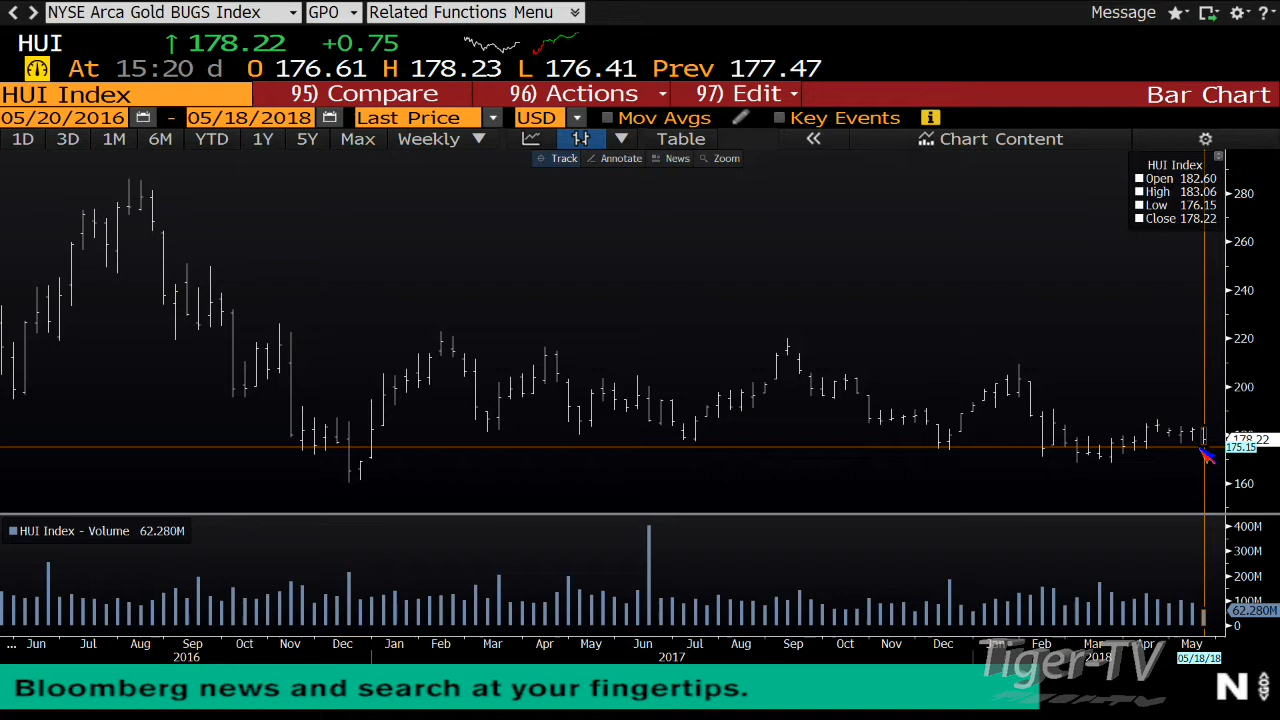 NYSE Arca Gold BUGS Index GPO Related Functions Menu Message ?
HUI ↑ 178.22 +0.75
At 15:20 d O 176.61 H 178.23 L 176.41 Prev 177.47
HUI Index 95) Compare 96) Actions 97) Edit Bar Chart
05/20/2016 - 05/18/2018 Last Price USD Mov Avgs Key Events
1D 3D 1M 6M YTD 1Y 5Y Max Weekly ▼ Table « Chart Content
Track Annotate News Zoom
HUI Index
Open 182.60
High 183.06
Low 176.15
Close 178.22
280
260
240
220
200
178.22
175.15
160
HUI Index - Volume 62.280M
400M
300M
200M
100M
62.280M
0
... Jun Jul Aug Sep Oct Nov Dec Jan Feb Mar Apr May Jun Jul Aug Sep Oct Nov Dec Jan Feb Mar Apr May
2016 2017 2018 05/18/18
Tiger-TV
Bloomberg news and search at your fingertips.
N